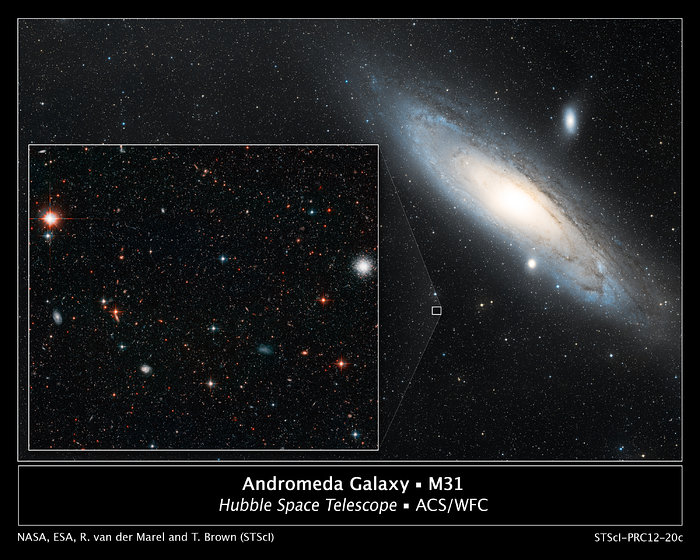 Andromeda Galaxy ▪ M31
Hubble Space Telescope ▪ ACS/WFC
NASA, ESA, R. van der Marel and T. Brown (STScI)
STScI-PRC12-20c